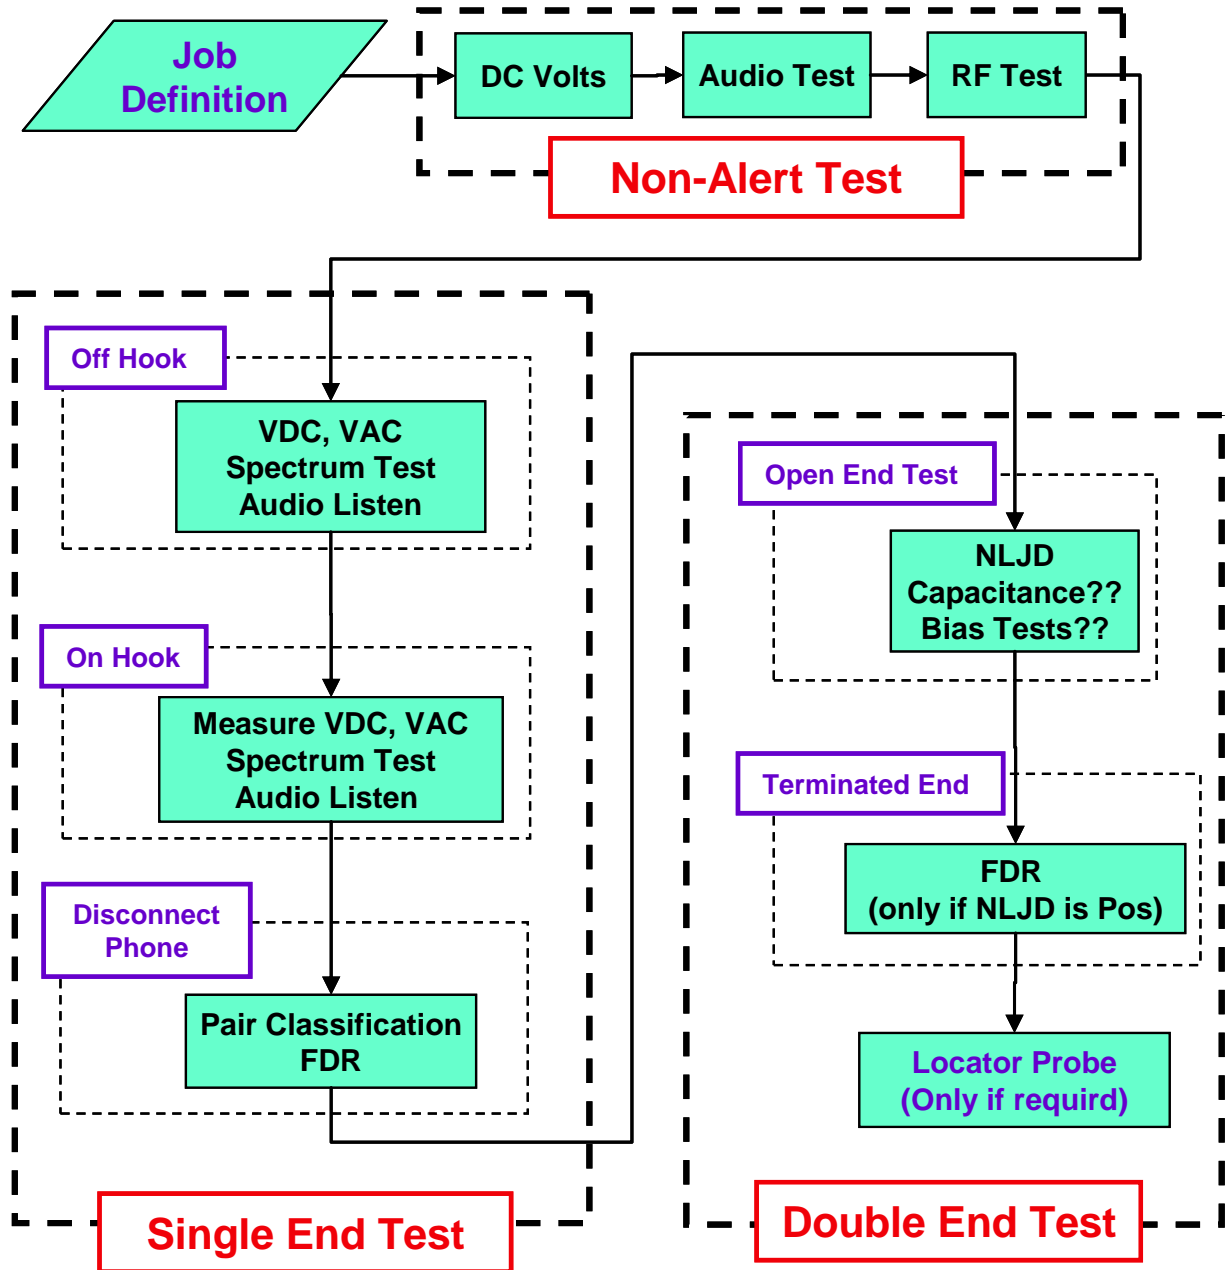 Job
Definition
DC Volts
Audio Test
RF Test
Non-Alert Test
Off Hook
VDC, VAC
Spectrum Test
Audio Listen
On Hook
Measure VDC, VAC
Spectrum Test
Audio Listen
Disconnect
Phone
Pair Classification
FDR
Single End Test
Open End Test
NLJD
Capacitance??
Bias Tests??
Terminated End
FDR
(only if NLJD is Pos)
Locator Probe
(Only if requird)
Double End Test